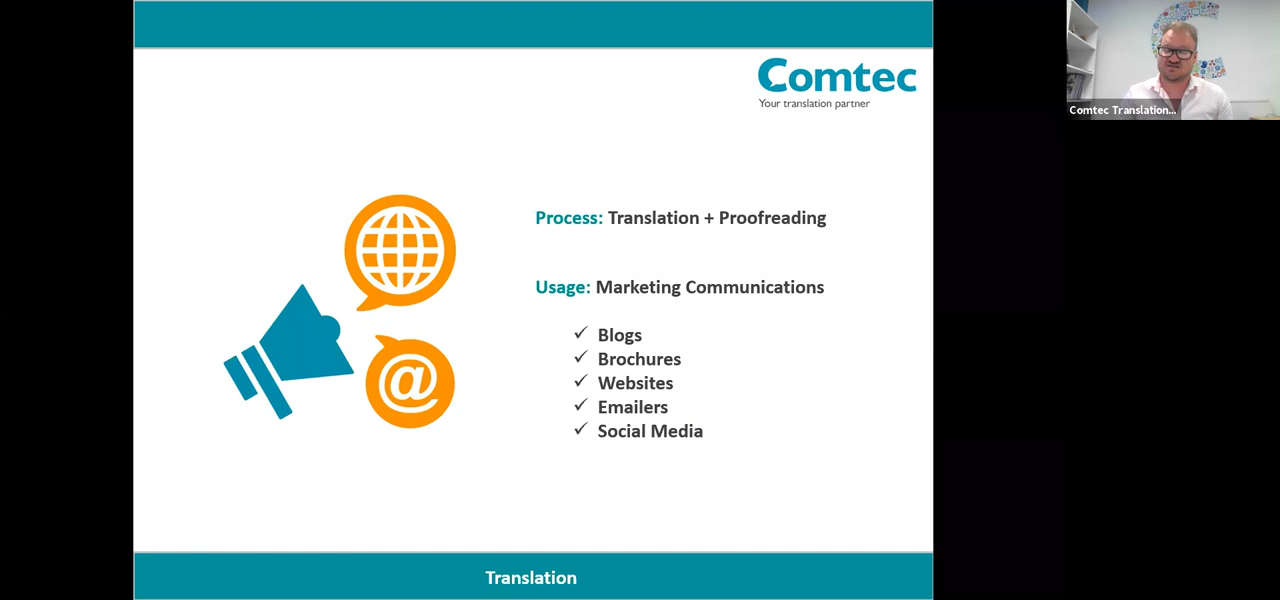 Comtec
Your translation partner
Comtec Translation...
Process: Translation + Proofreading
@
Usage: Marketing Communications
✓ Blogs
✓ Brochures
✓ Websites
✓ Emailers
✓ Social Media
Translation